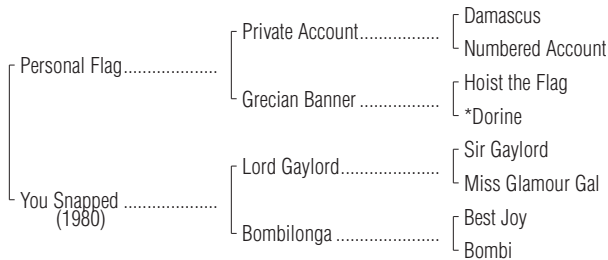 Damascus
Private Account..................
Numbered Account
Personal Flag....................
Hoist the Flag
Grecian Banner .................
*Dorine
Sir Gaylord
Lord Gaylord.....................
Miss Glamour Gal
You Snapped ....................
(1980)
Best Joy
Bombilonga ......................
Bombi